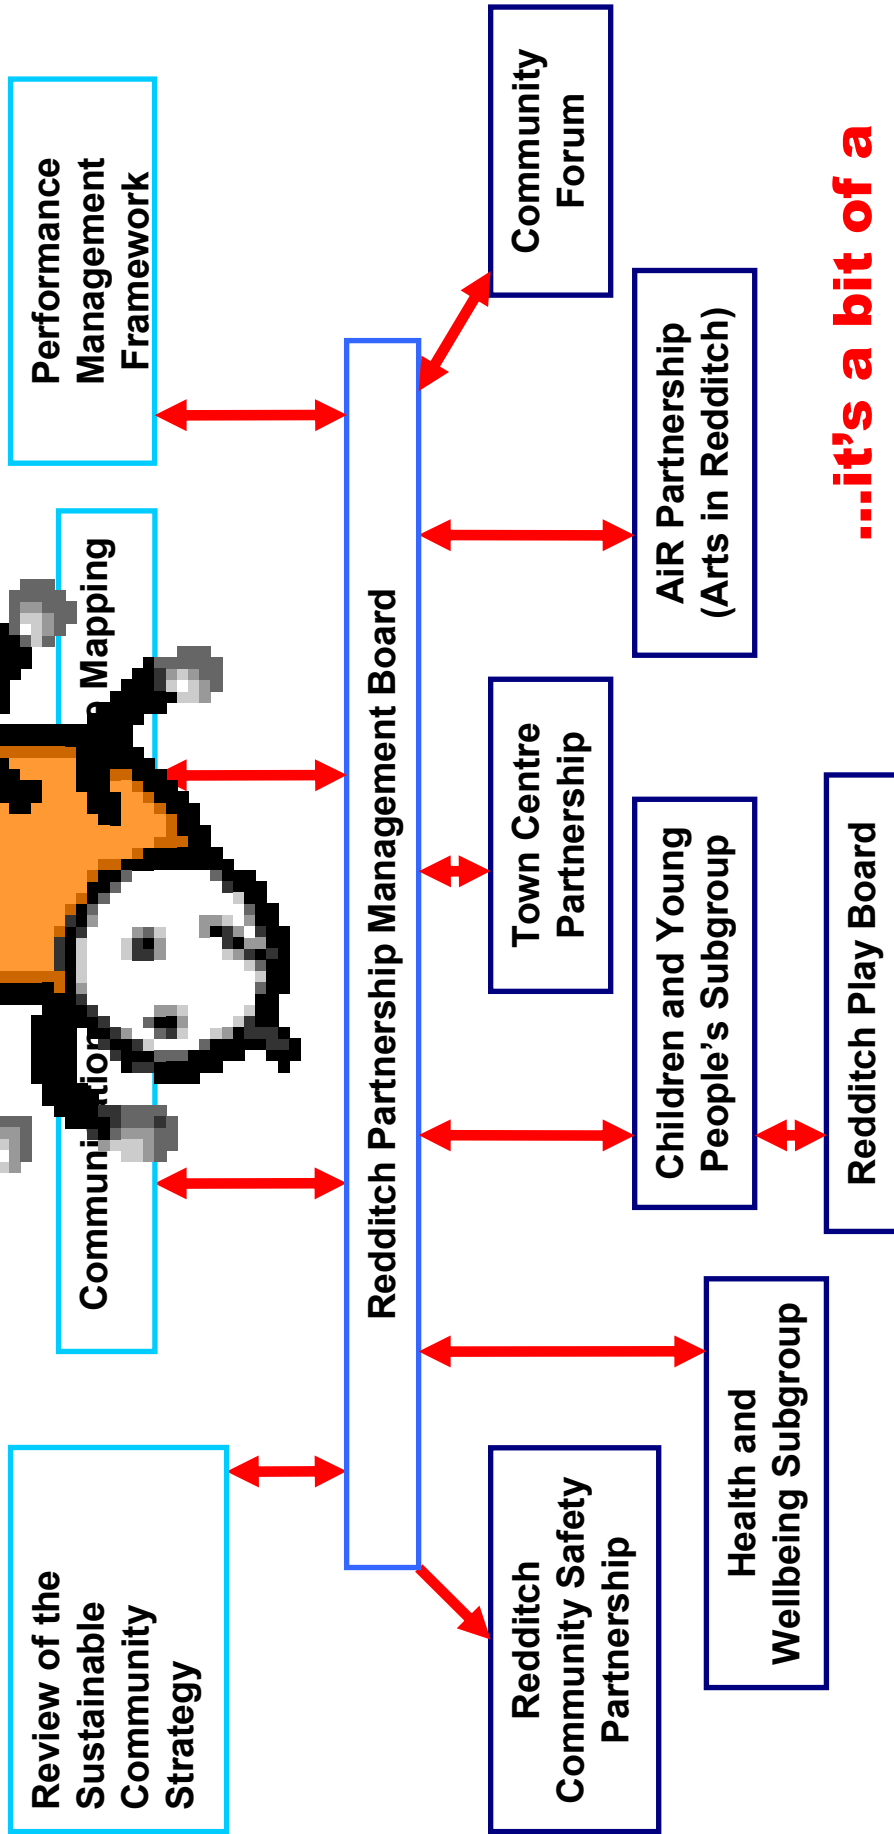 Review of the
Sustainable
Community
Strategy
Mapping
Performance
Management
Framework
Redditch Partnership Management Board
Redditch
Community Safety
Partnership
Town Centre
Partnership
Community
Forum
Health and
Wellbeing Subgroup
Children and Young
People’s Subgroup
AiR Partnership
(Arts in Redditch)
Redditch Play Board
...it’s a bit of a